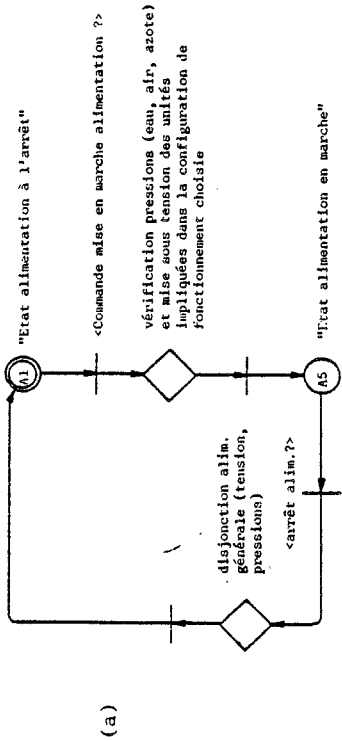 (a)
"Etat alimentation à l'arrêt"
A1
<Commande mise en marche alimentation ?>
vérification pressions (eau, air, azote)
et mise sous tension des unités
impliquées dans la configuration de
fonctionnement choisie
disjonction alim.
générale (tension,
pressions)
<arrêt alim.?>
A5
"Etat alimentation en marche"